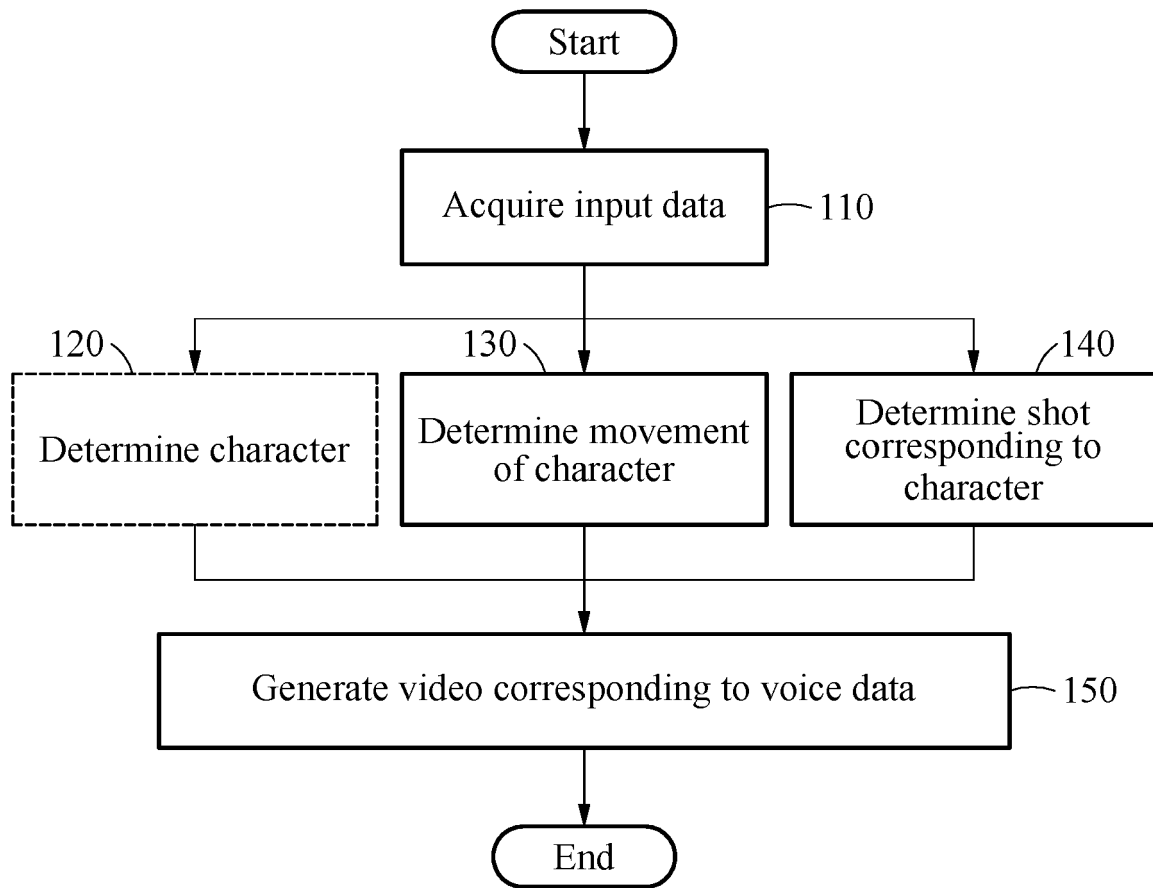 Start
Acquire input data
110
120
130
140
Determine character
Determine movement
of character
Determine shot
corresponding to
character
Generate video corresponding to voice data
150
End